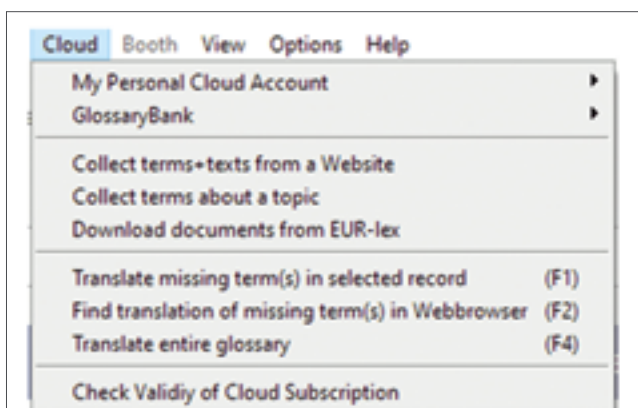 Cloud Booth View Options Help
My Personal Cloud Account
GlossaryBank
Collect terms+texts from a Website
Collect terms about a topic
Download documents from EUR-lex
Translate missing term(s) in selected record (F1)
Find translation of missing term(s) in Webbrowser (F2)
Translate entire glossary (F4)
Check Validiy of Cloud Subscription